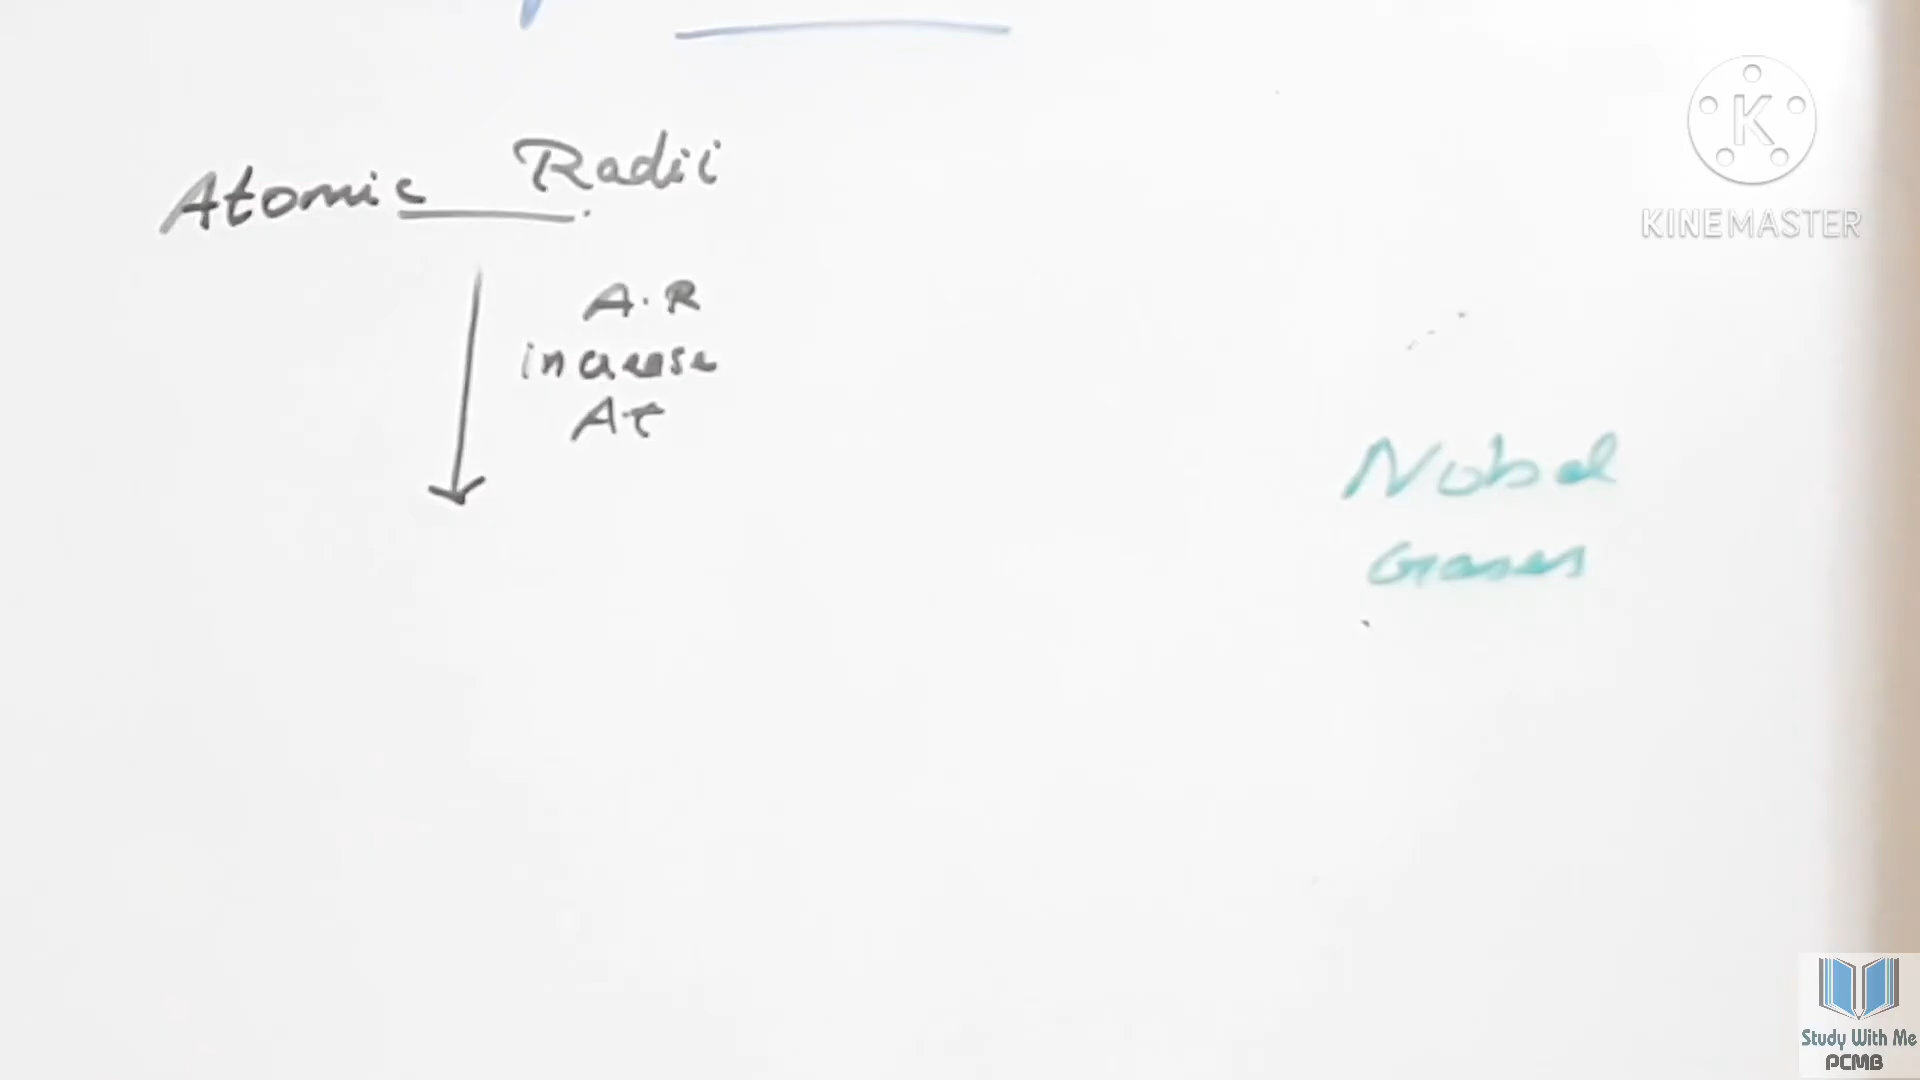 Atomic Radii
A.R
increase
At
Nobel
Gases
K
KINEMASTER
Study With Me
PCMB